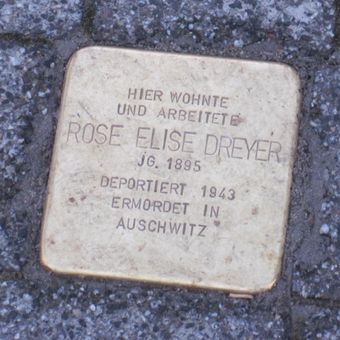 HIER WOHNTE
UND ARBEITETE
ROSE ELISE DREYER
JG. 1895
DEPORTIERT 1943
ERMORDET IN
AUSCHWITZ